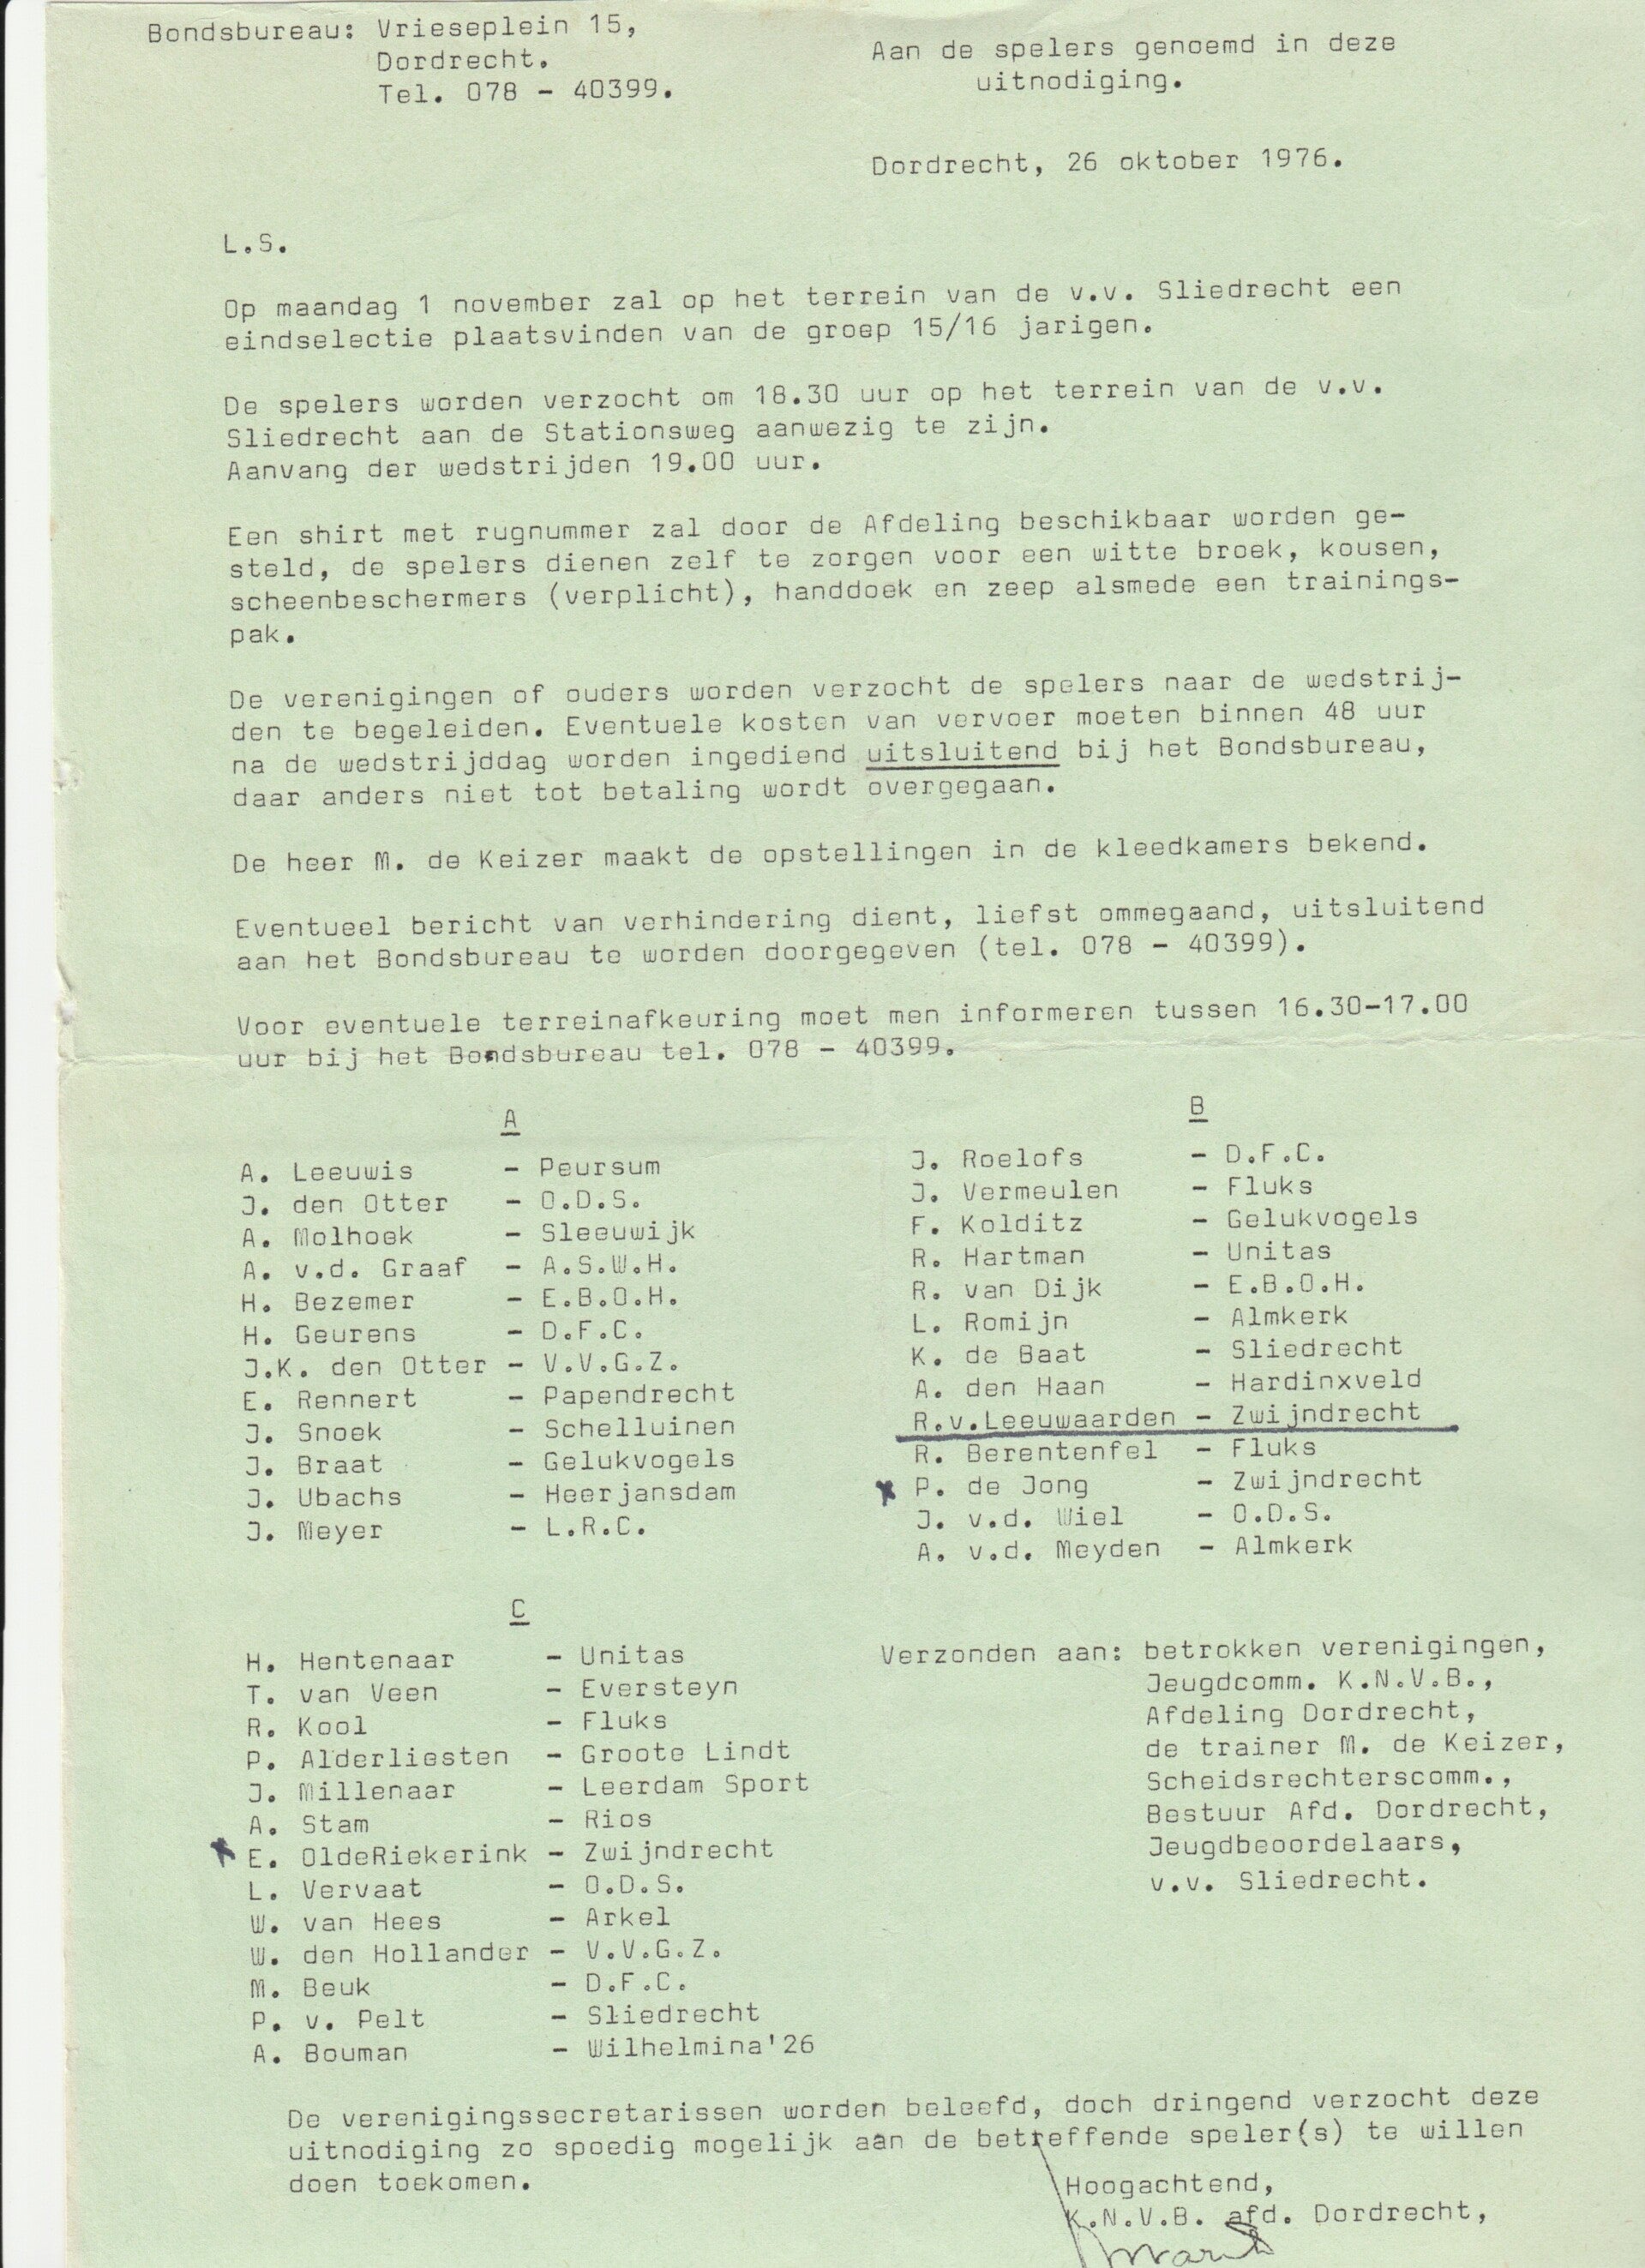 Bondsbureau: Vrieseplein 15,
Dordrecht.
Tel. 078 - 40399.
Aan de spelers genoemd in deze
uitnodiging.
Dordrecht, 26 oktober 1976.
L.S.
Op maandag 1 november zal op het terrein van de v.v. Sliedrecht een
eindselectie plaatsvinden van de groep 15/16 jarigen.
De spelers worden verzocht om 18.30 uur op het terrein van de v.v.
Sliedrecht aan de Stationsweg aanwezig te zijn.
Aanvang der wedstrijden 19.00 uur.
Een shirt met rugnummer zal door de Afdeling beschikbaar worden ge-
steld, de spelers dienen zelf te zorgen voor een witte broek, kousen,
scheenbeschermers (verplicht), handdoek en zeep alsmede een trainings-
pak.
De verenigingen of ouders worden verzocht de spelers naar de wedstrij-
den te begeleiden. Eventuele kosten van vervoer moeten binnen 48 uur
na de wedstrijddag worden ingediend uitsluitend bij het Bondsbureau,
daar anders niet tot betaling wordt overgegaan.
De heer M. de Keizer maakt de opstellingen in de kleedkamers bekend.
Eventueel bericht van verhindering dient, liefst ommegaand, uitsluitend
aan het Bondsbureau te worden doorgegeven (tel. 078 - 40399).
Voor eventuele terreinafkeuring moet men informeren tussen 16.30-17.00
uur bij het Bondsbureau tel. 078 - 40399.
A
A. Leeuwis - Peursum
J. den Otter - O.D.S.
A. Molhoek - Sleeuwijk
A. v.d. Graaf - A.S.W.H.
H. Bezemer - E.B.O.H.
H. Geurens - D.F.C.
J.K. den Otter - V.V.G.Z.
E. Rennert - Papendrecht
J. Snoek - Schelluinen
J. Braat - Gelukvogels
J. Ubachs - Heerjansdam
J. Meyer - L.R.C.
B
J. Roelofs - D.F.C.
J. Vermeulen - Fluks
F. Kolditz - Gelukvogels
R. Hartman - Unitas
R. van Dijk - E.B.O.H.
L. Romijn - Almkerk
K. de Baat - Sliedrecht
A. den Haan - Hardinxveld
R.v.Leeuwaarden - Zwijndrecht
R. Berentenfel - Fluks
x P. de Jong - Zwijndrecht
J. v.d. Wiel - O.D.S.
A. v.d. Meyden - Almkerk
C
H. Hentenaar - Unitas
T. van Veen - Eversteyn
R. Kool - Fluks
P. Alderliesten - Groote Lindt
J. Millenaar - Leerdam Sport
A. Stam - Rios
x E. OldeRiekerink - Zwijndrecht
L. Vervaat - O.D.S.
W. van Hees - Arkel
W. den Hollander - V.V.G.Z.
M. Beuk - D.F.C.
P. v. Pelt - Sliedrecht
A. Bouman - Wilhelmina'26
Verzonden aan: betrokken verenigingen,
Jeugdcomm. K.N.V.B.,
Afdeling Dordrecht,
de trainer M. de Keizer,
Scheidsrechterscomm.,
Bestuur Afd. Dordrecht,
Jeugdbeoordelaars,
v.v. Sliedrecht.
De verenigingssecretarissen worden beleefd, doch dringend verzocht deze
uitnodiging zo spoedig mogelijk aan de betreffende speler(s) te willen
doen toekomen.
Hoogachtend,
K.N.V.B. afd. Dordrecht,